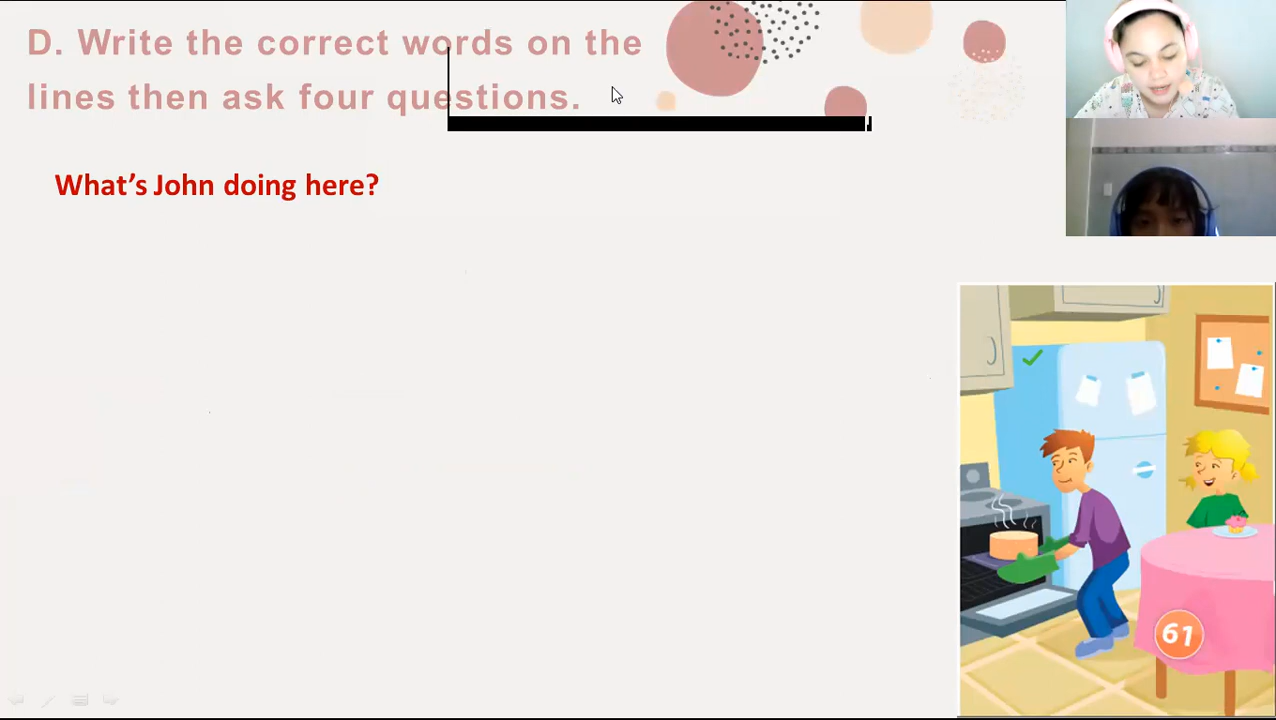 D. Write the correct words on the
lines then ask four questions.
What's John doing here?
61